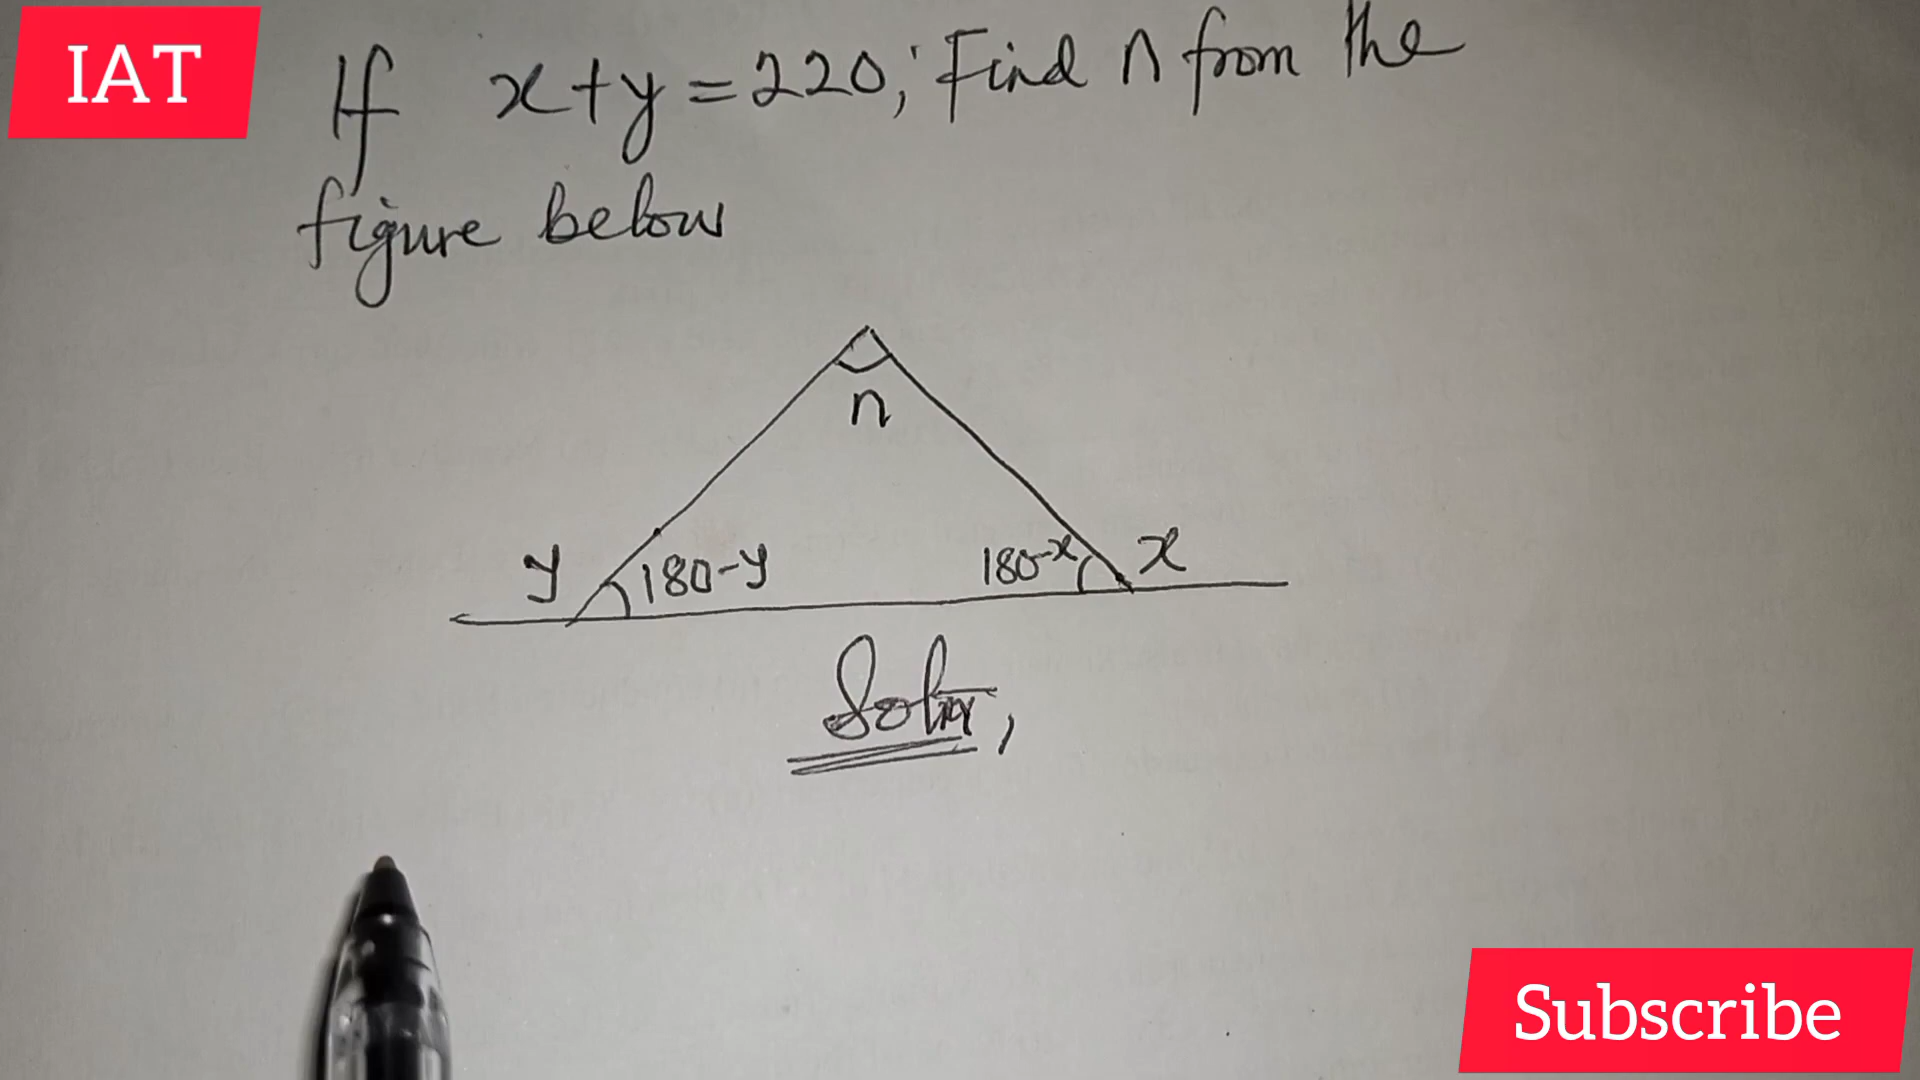 IAT
If x+y=220; Find n from the
figure below
n
y 180-y 180-x x
Soln,
Subscribe